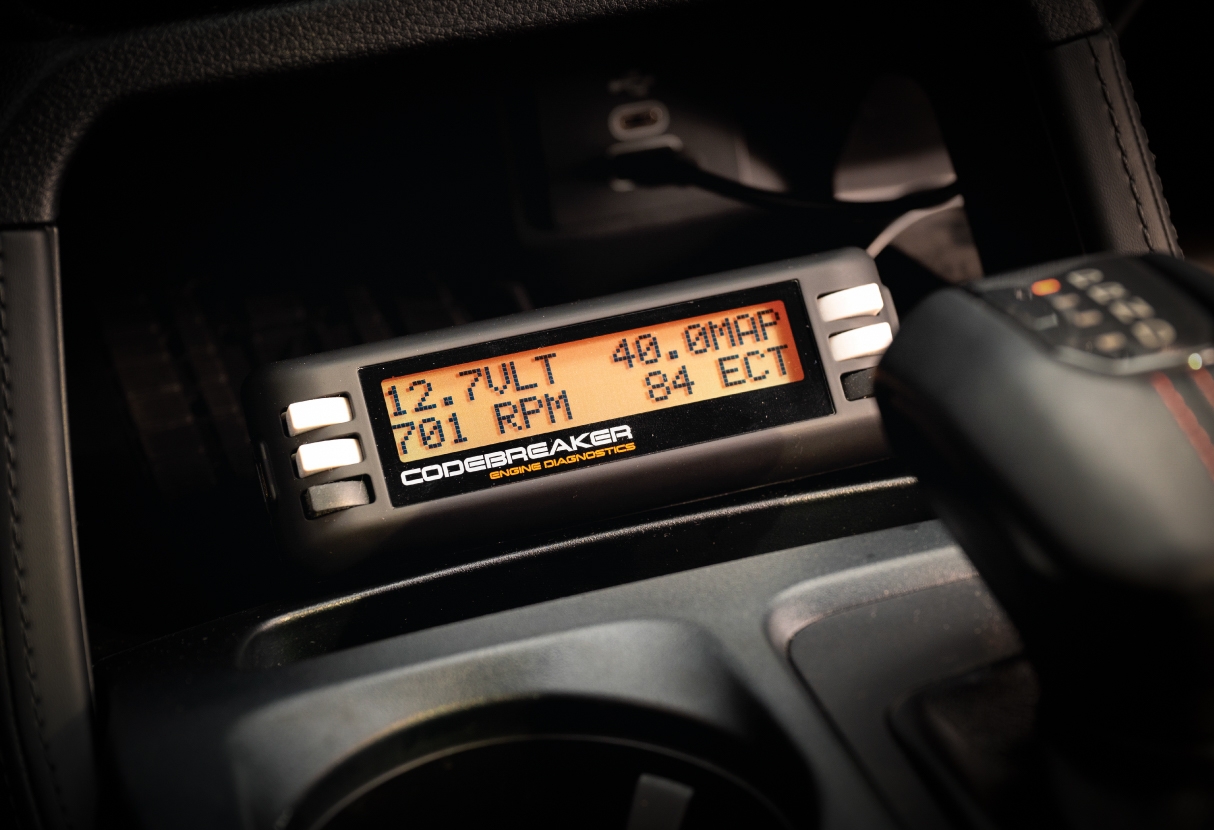 12.7VLT 40.0MAP
701 RPM 84 ECT
CODEBREAKER
ENGINE DIAGNOSTICS